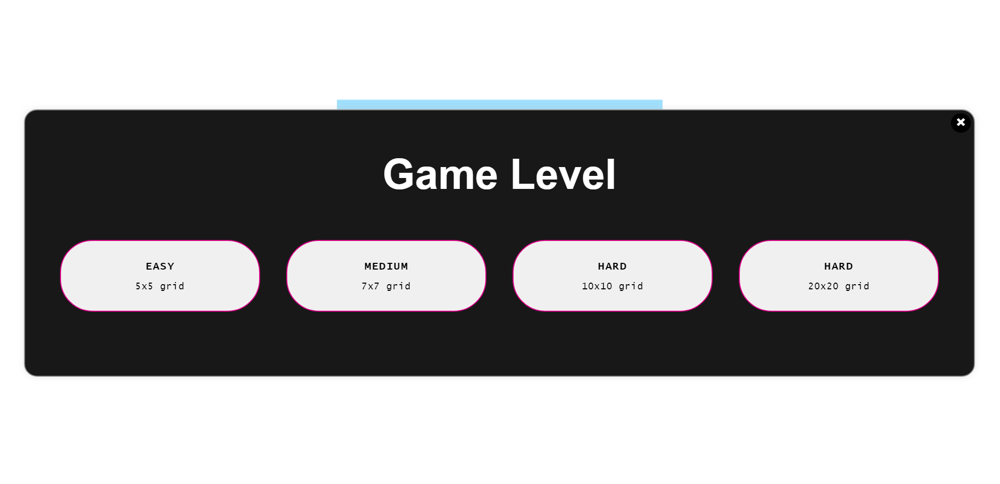 Game Level
EASY
5x5 grid
MEDIUM
7x7 grid
HARD
10x10 grid
HARD
20x20 grid